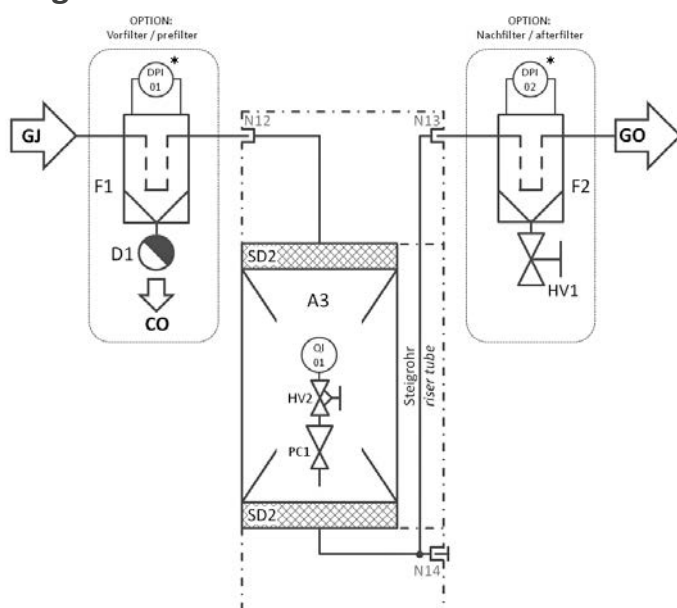 OPTION:
Vorfilter / prefilter
OPTION:
Nachfilter / afterfilter
DPI
01
*
DPI
02
*
N12
N13
GJ
GO
F1
F2
D1
CO
HV1
SD2
A3
QI
01
HV2
PC1
Steigrohr
riser tube
SD2
N14